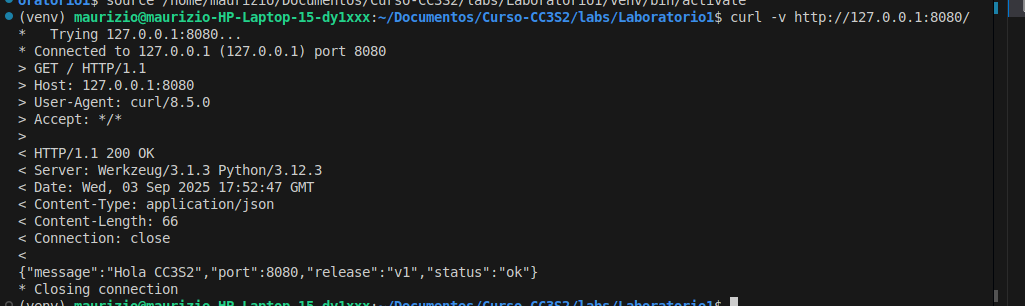 oratorio1$ source /home/maurizio/Documentos/Curso-CC3S2/labs/Laboratorio1/venv/bin/activate
(venv) maurizio@maurizio-HP-Laptop-15-dy1xxx:~/Documentos/Curso-CC3S2/labs/Laboratorio1$ curl -v http://127.0.0.1:8080/
*   Trying 127.0.0.1:8080...
* Connected to 127.0.0.1 (127.0.0.1) port 8080
> GET / HTTP/1.1
> Host: 127.0.0.1:8080
> User-Agent: curl/8.5.0
> Accept: */*
>
< HTTP/1.1 200 OK
< Server: Werkzeug/3.1.3 Python/3.12.3
< Date: Wed, 03 Sep 2025 17:52:47 GMT
< Content-Type: application/json
< Content-Length: 66
< Connection: close
<
{"message":"Hola CC3S2","port":8080,"release":"v1","status":"ok"}
* Closing connection
(venv) maurizio@maurizio-HP-Laptop-15-dy1xxx:~/Documentos/Curso-CC3S2/labs/Laboratorio1$